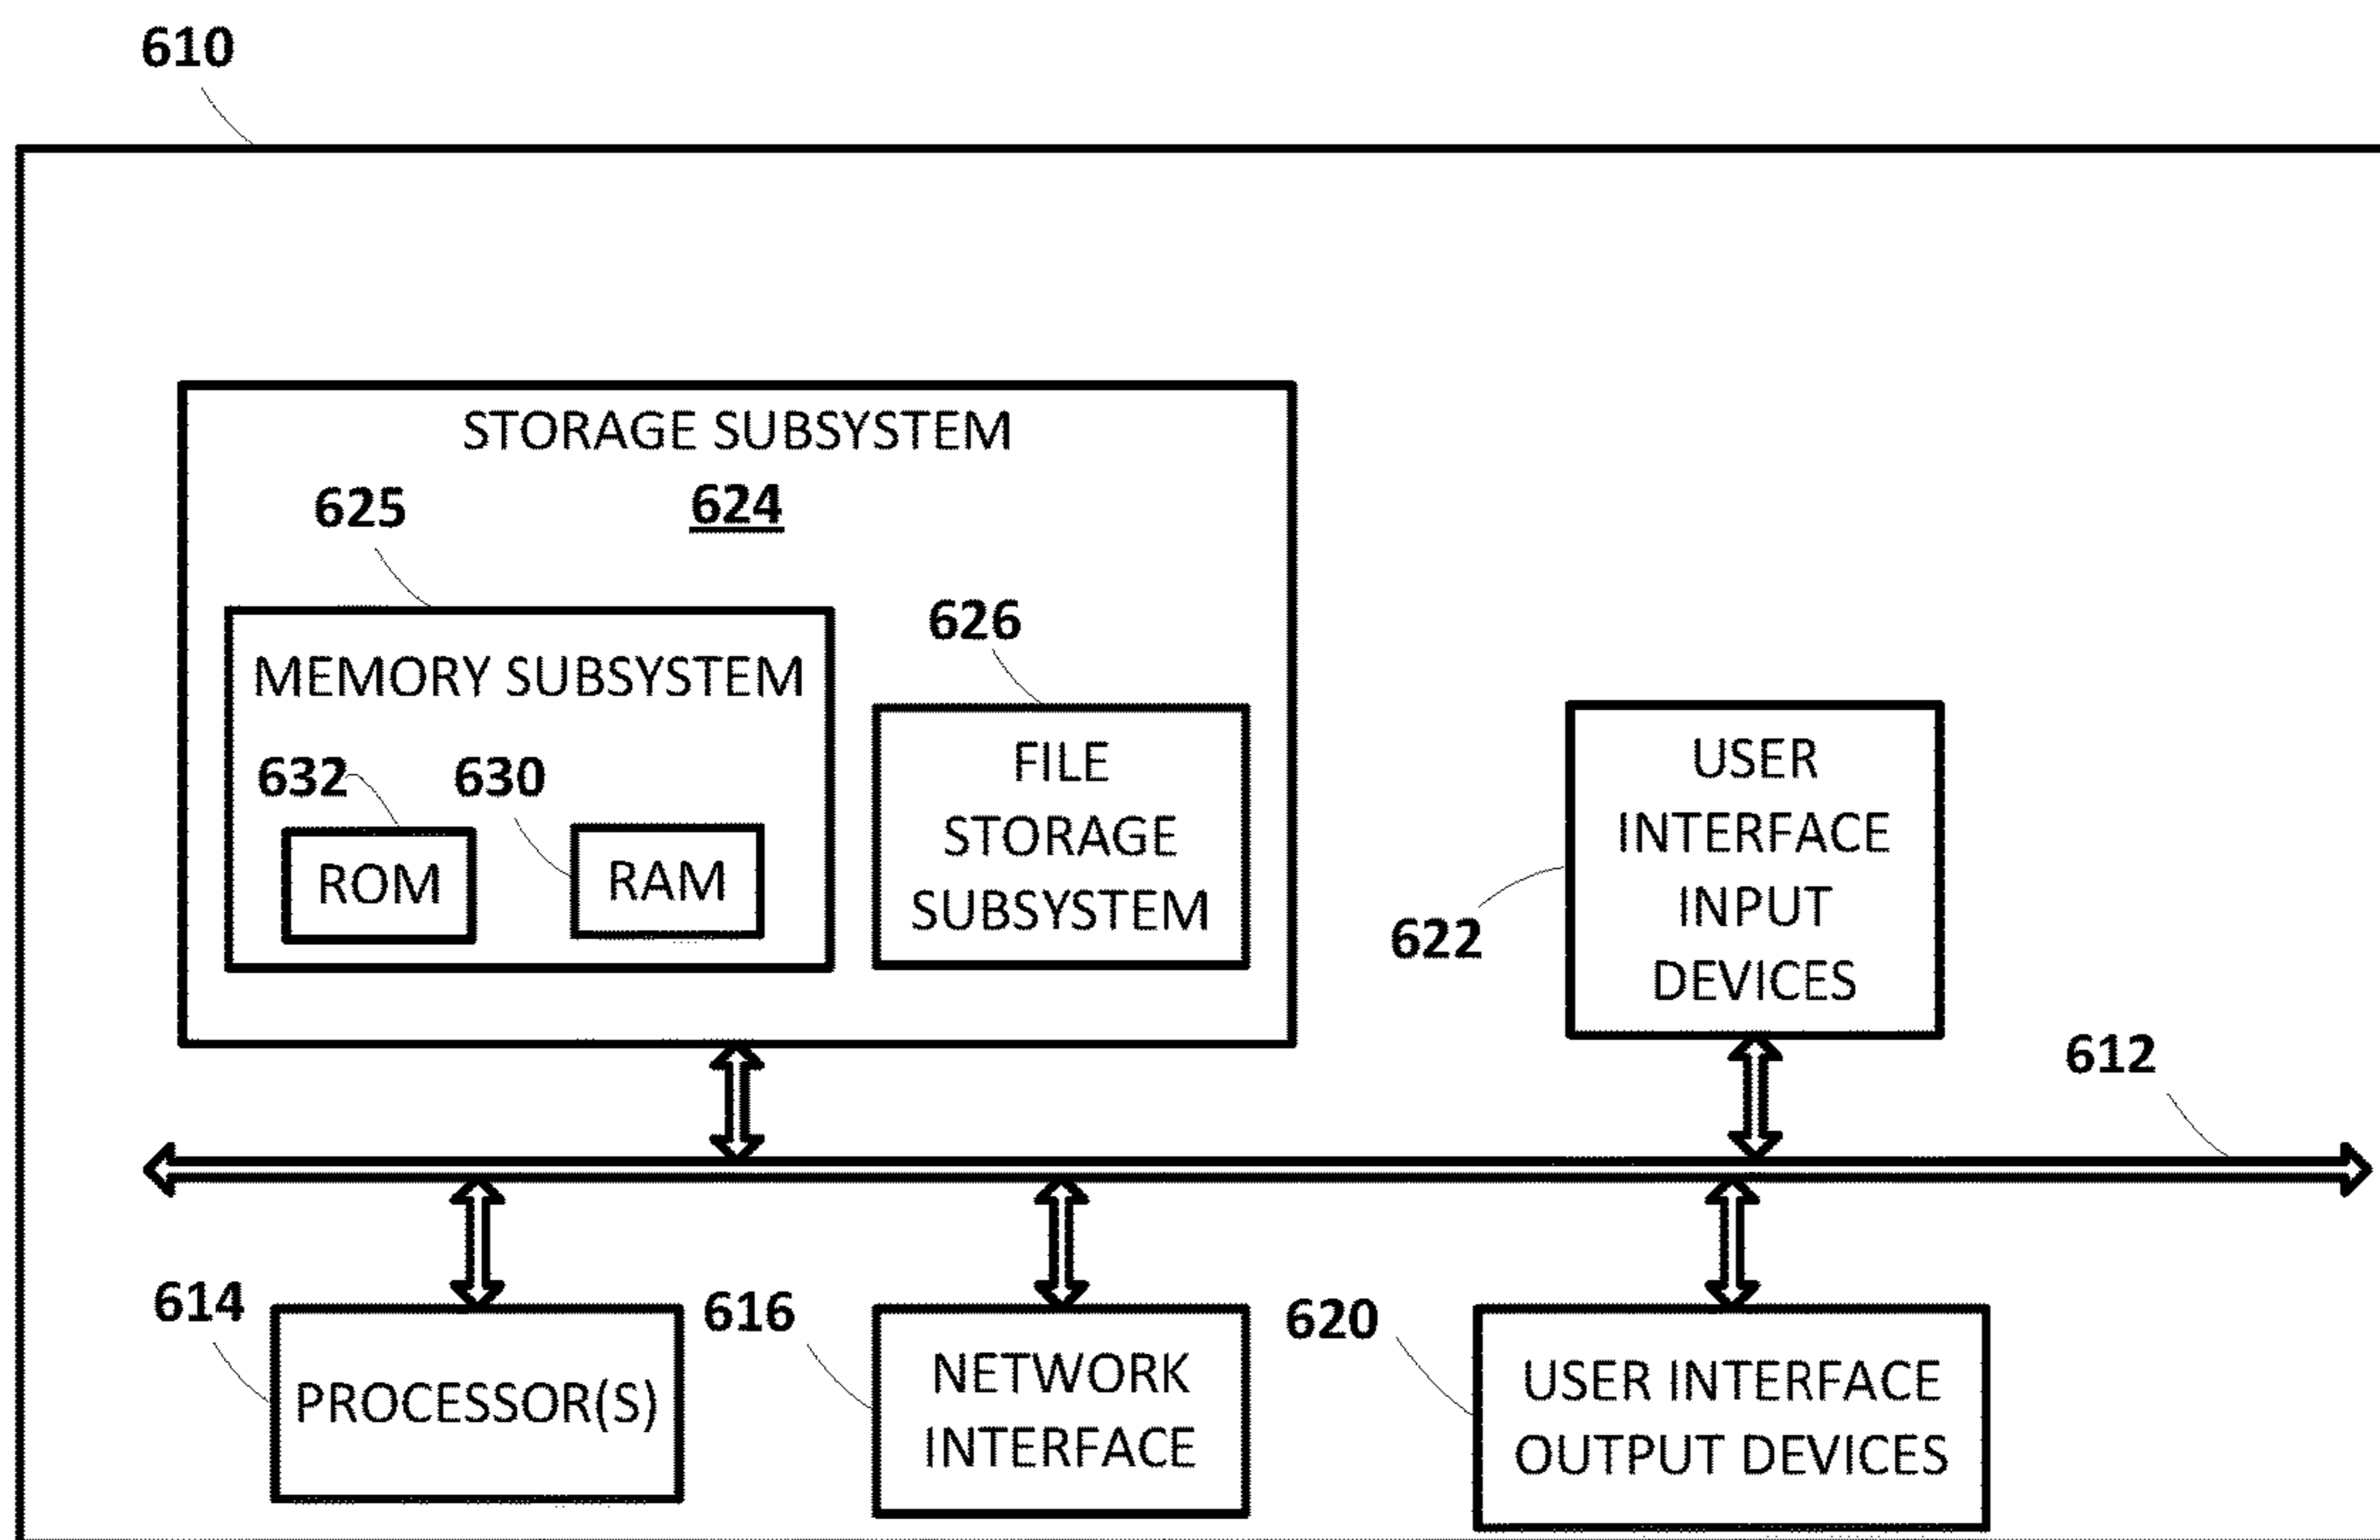 610
STORAGE SUBSYSTEM
624
625
MEMORY SUBSYSTEM
632
630
ROM
RAM
626
FILE
STORAGE
SUBSYSTEM
USER
INTERFACE
INPUT
DEVICES
622
612
614
PROCESSOR(S)
616
NETWORK
INTERFACE
620
USER INTERFACE
OUTPUT DEVICES